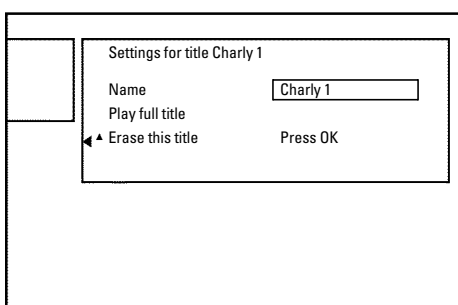 Settings for title Charly 1
Name Charly 1
Play full title
Erase this title Press OK